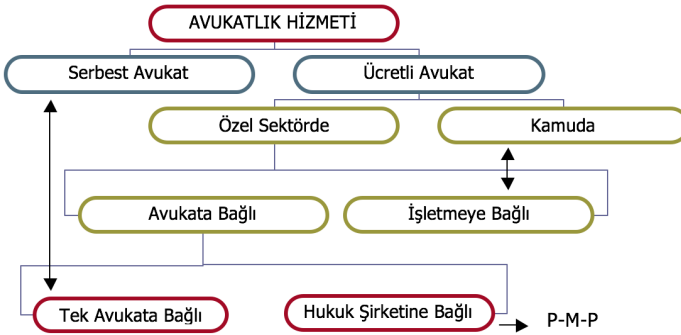 AVUKATLIK HİZMETİ
Serbest Avukat
Ücretli Avukat
Özel Sektörde
Kamuda
Avukata Bağlı
İşletmeye Bağlı
Tek Avukata Bağlı
Hukuk Şirketine Bağlı
P-M-P